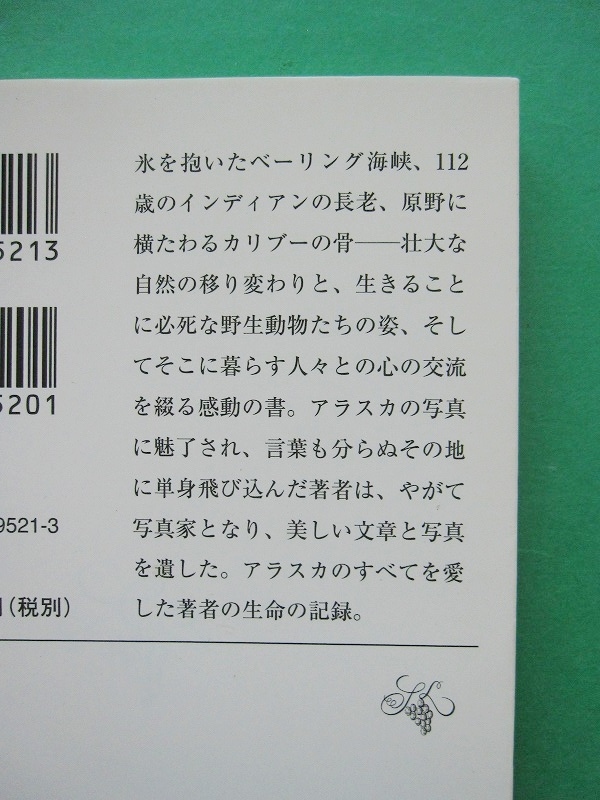 氷を抱いたベーリング海峡、112
歳のインディアンの長老、原野に
横たわるカリブーの骨――壮大な
自然の移り変わりと、生きること
に必死な野生動物たちの姿、そし
てそこに暮らす人々との心の交流
を綴る感動の書。アラスカの写真
に魅了され、言葉も分らぬその地
に単身飛び込んだ著者は、やがて
写真家となり、美しい文章と写真
を遺した。アラスカのすべてを愛
した著者の生命の記録。
5213
5201
9521-3
円(税別)
SK